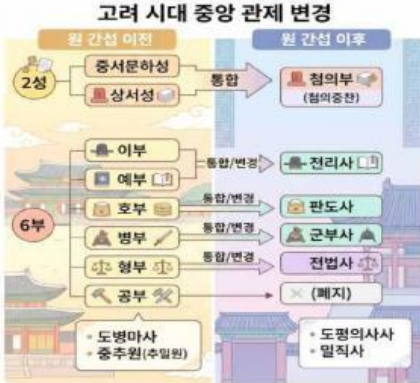 고려 시대 중앙 관제 변경
원 간섭 이전
원 간섭 이후
2성
중서문하성
상서성
통합
첨의부
(첨의중찬)
6부
이부
예부
통합/변경
전리사
호부
통합/변경
판도사
병부
통합/변경
군부사
형부
통합/변경
전법사
공부
(폐지)
• 도병마사
• 중추원(추밀원)
• 도평의사사
• 밀직사